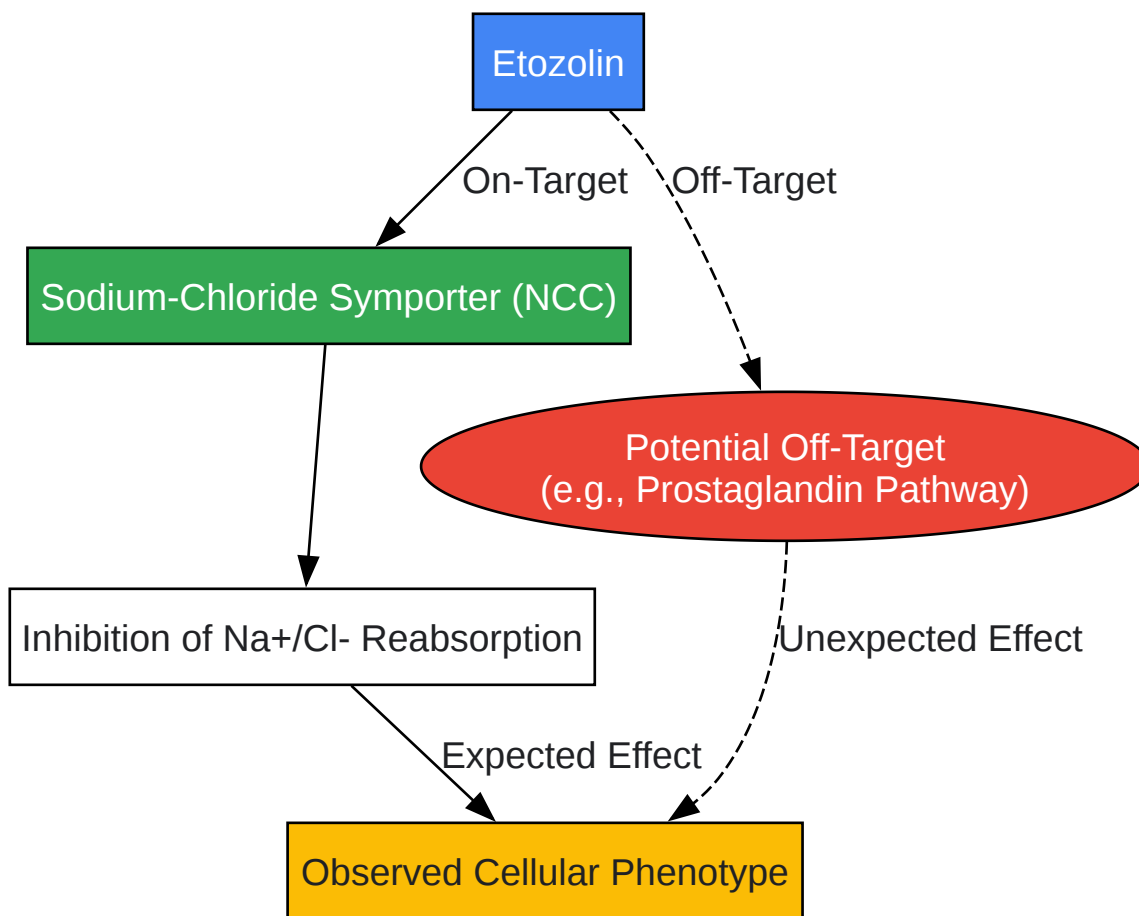 Etozolin
On-Target
Off-Target
Sodium-Chloride Symporter (NCC)
Potential Off-Target
(e.g., Prostaglandin Pathway)
Inhibition of Na+/Cl- Reabsorption
Unexpected Effect
Expected Effect
Observed Cellular Phenotype